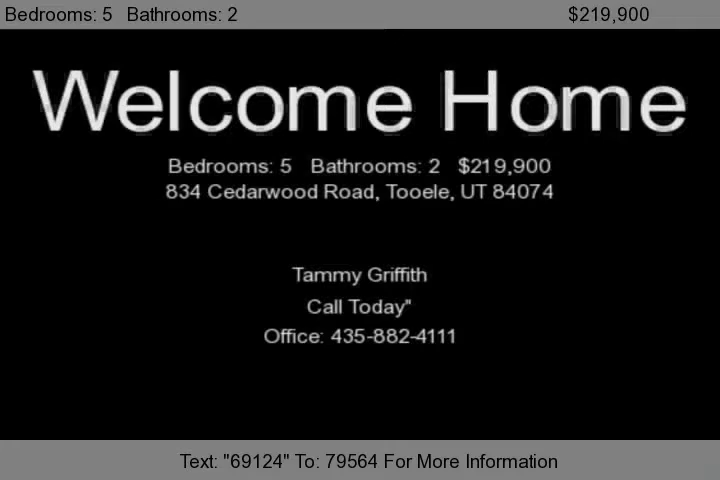 Bedrooms: 5 Bathrooms: 2 $219,900
Welcome Home
Bedrooms: 5 Bathrooms: 2 $219,900
834 Cedarwood Road, Tooele, UT 84074
Tammy Griffith
Call Today"
Office: 435-882-4111
Text: "69124" To: 79564 For More Information